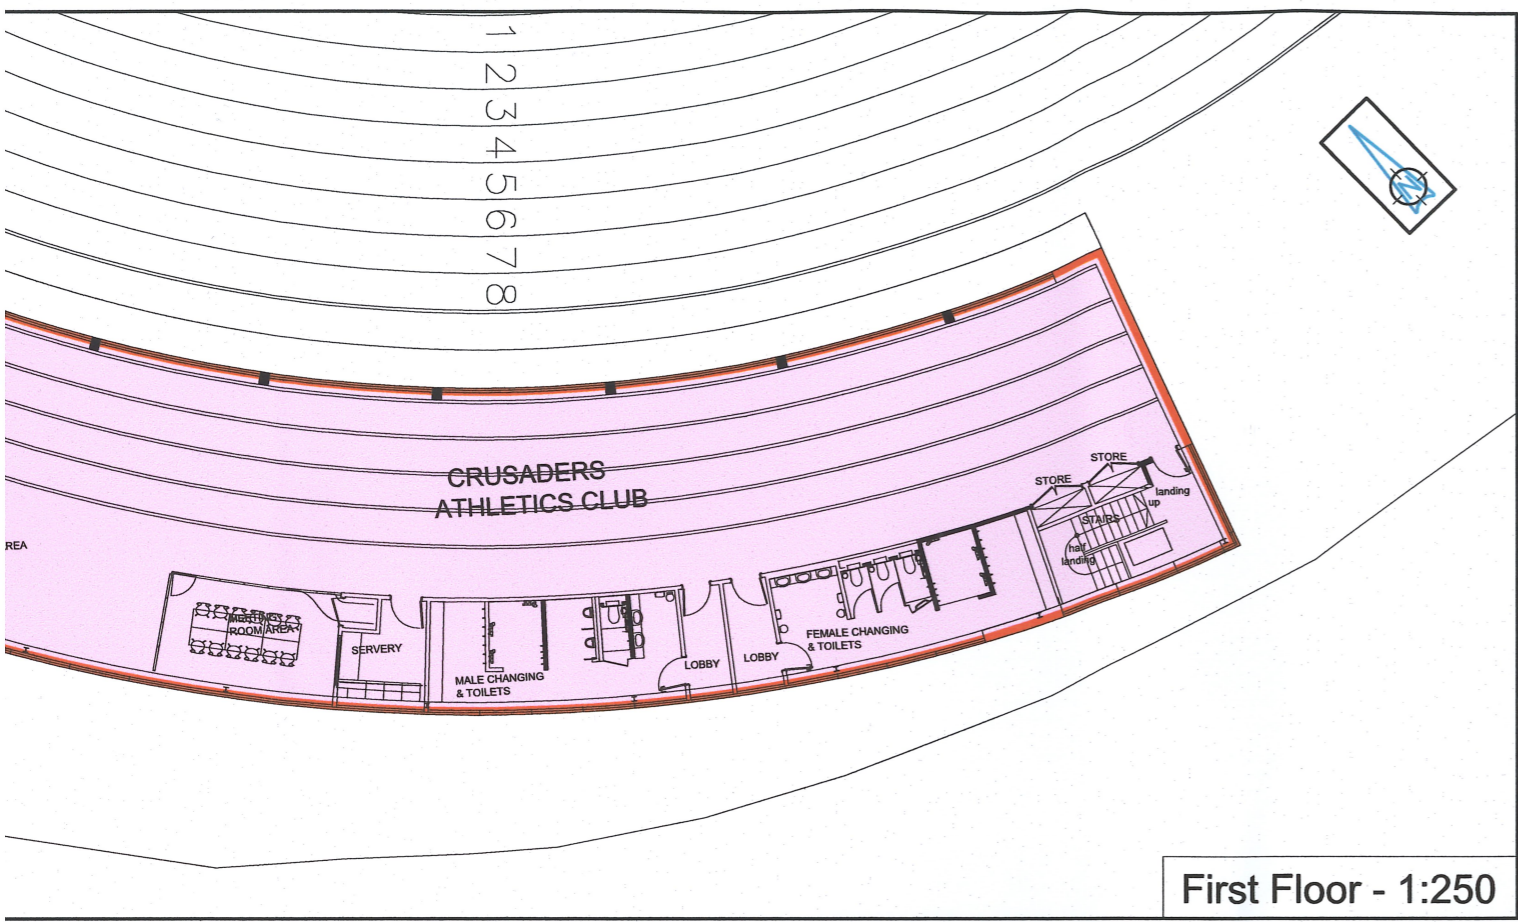 1
2
3
4
5
6
7
8
N
CRUSADERS
ATHLETICS CLUB
STORE
STORE
landing
up
STAIRS
half
landing
REA
MEETING
ROOM AREA
SERVERY
MALE CHANGING
& TOILETS
LOBBY
LOBBY
FEMALE CHANGING
& TOILETS
First Floor - 1:250